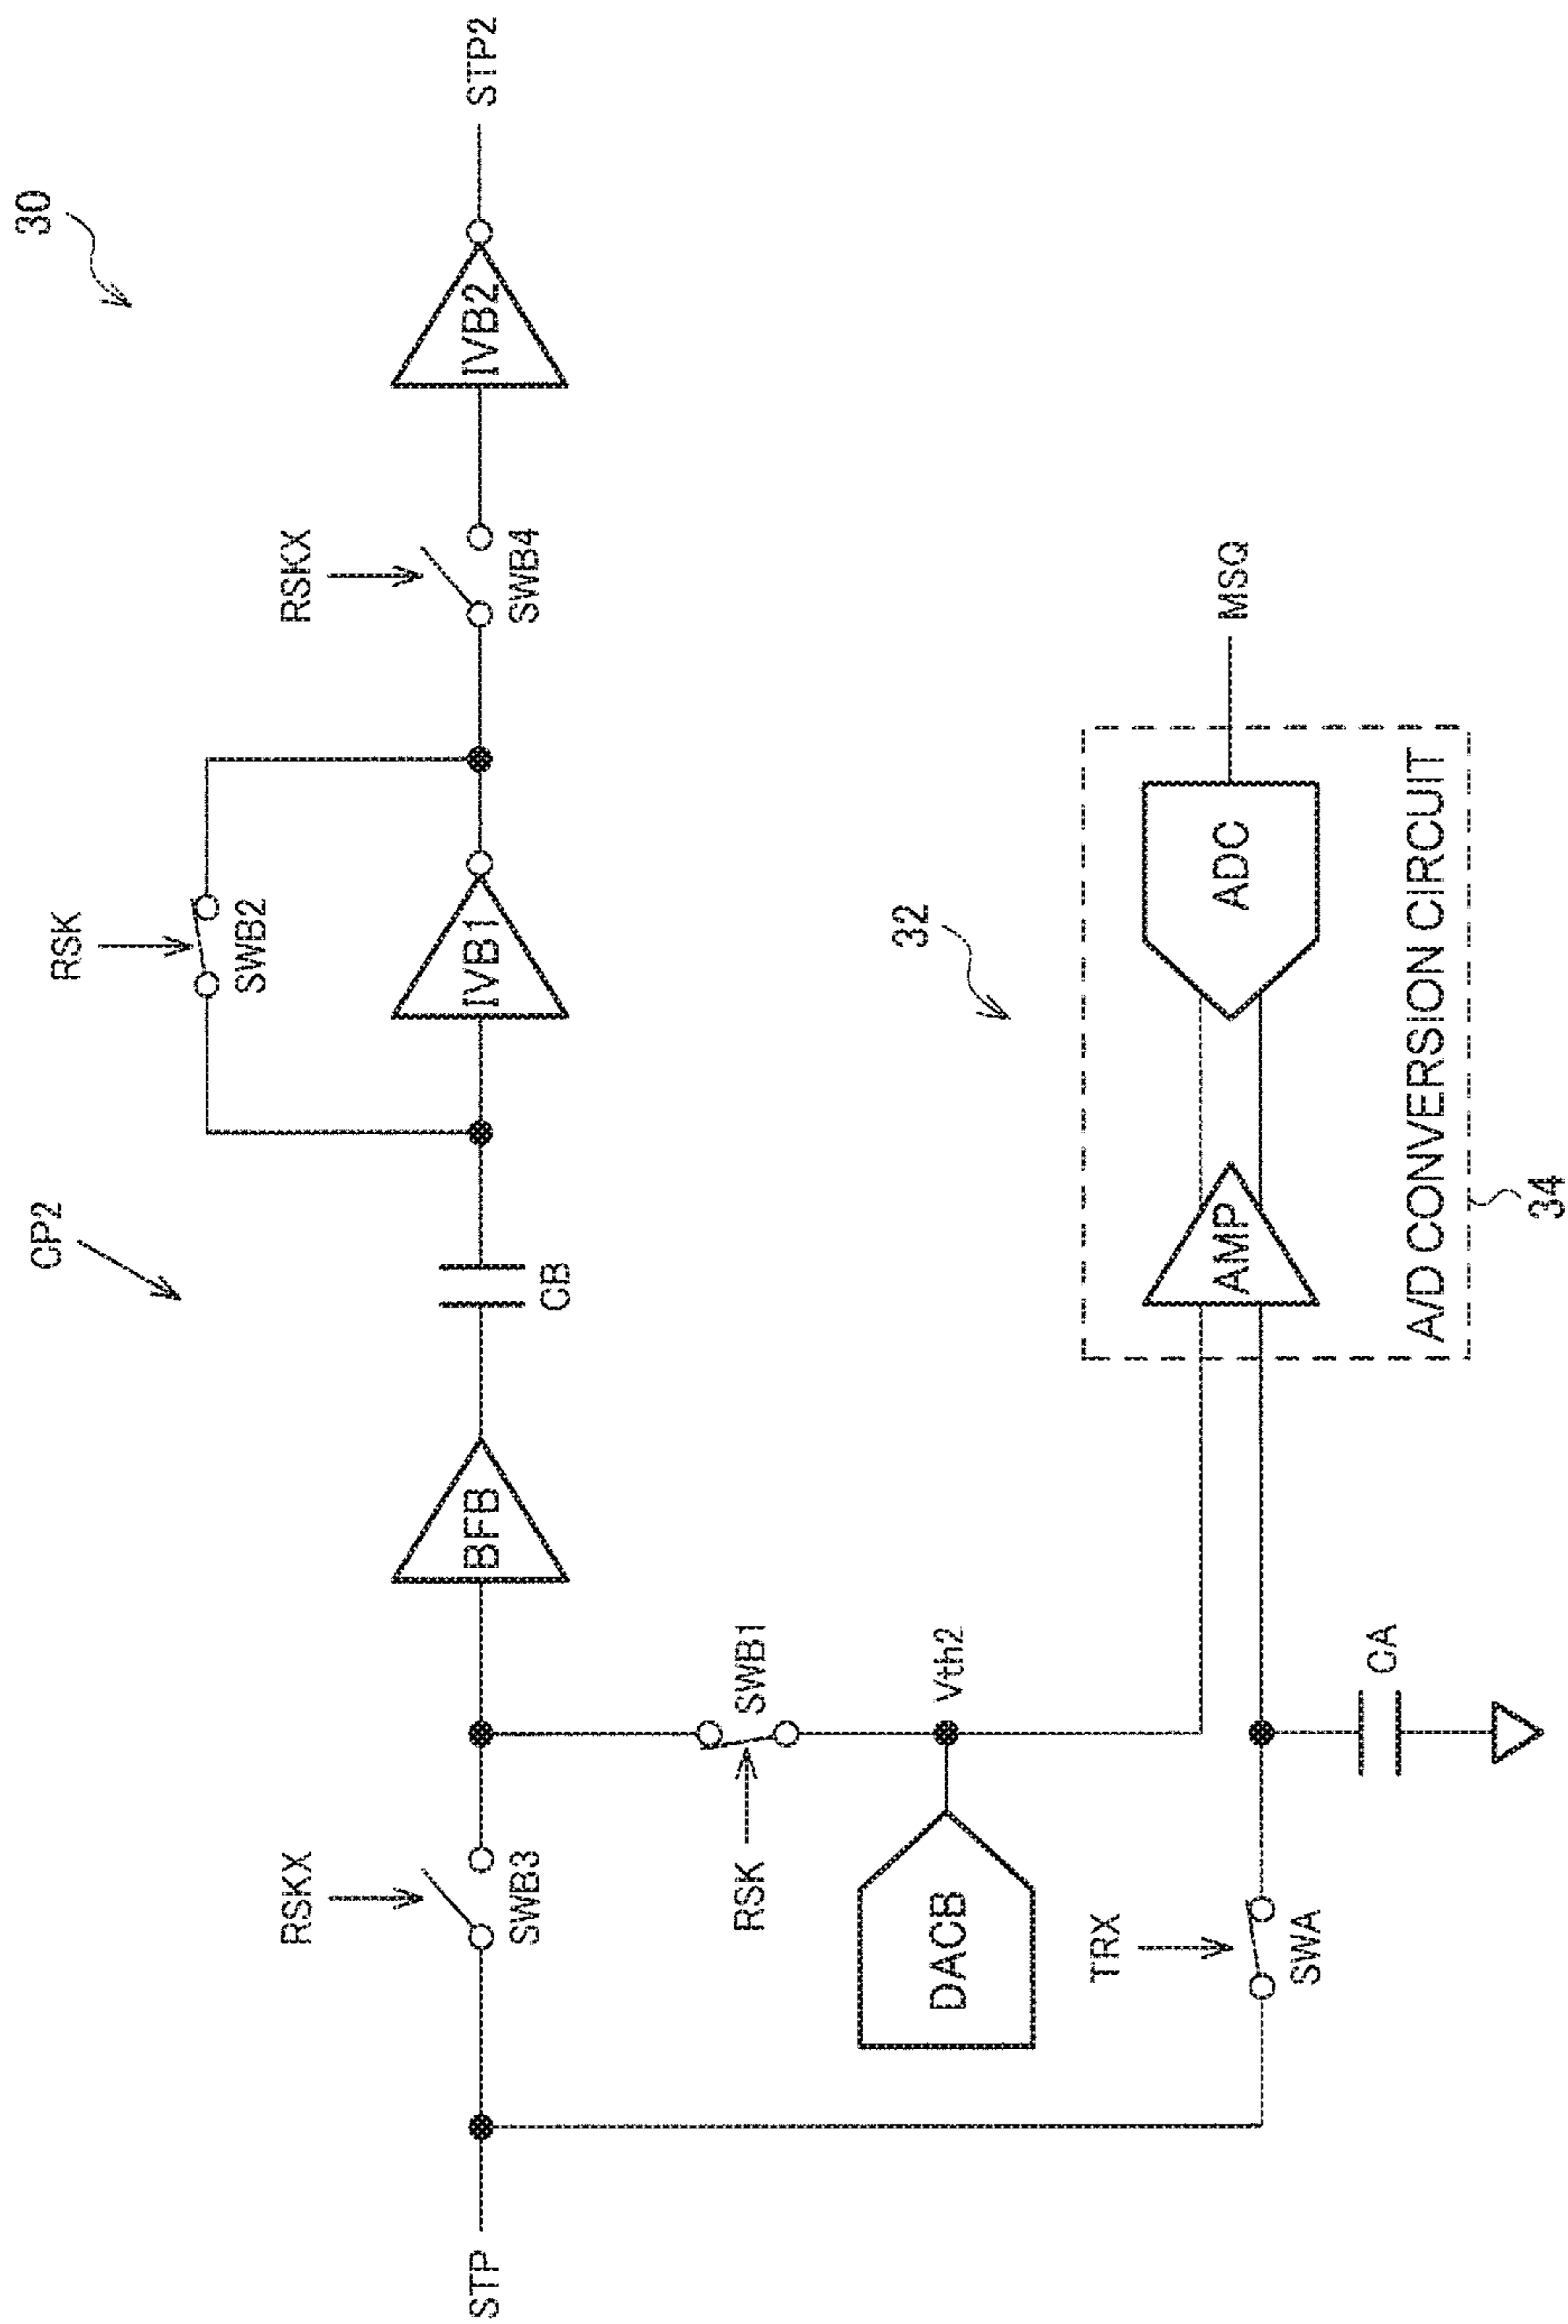 30
CP2
RSK
SWB2
RSKX
SWB3
BFB
CB
IVB1
RSKX
SWB4
IVB2
STP
STP2
RSK
SWB1
DACB
Vth2
32
TRX
SWA
CA
AMP
ADC
MSQ
A/D CONVERSION CIRCUIT
34